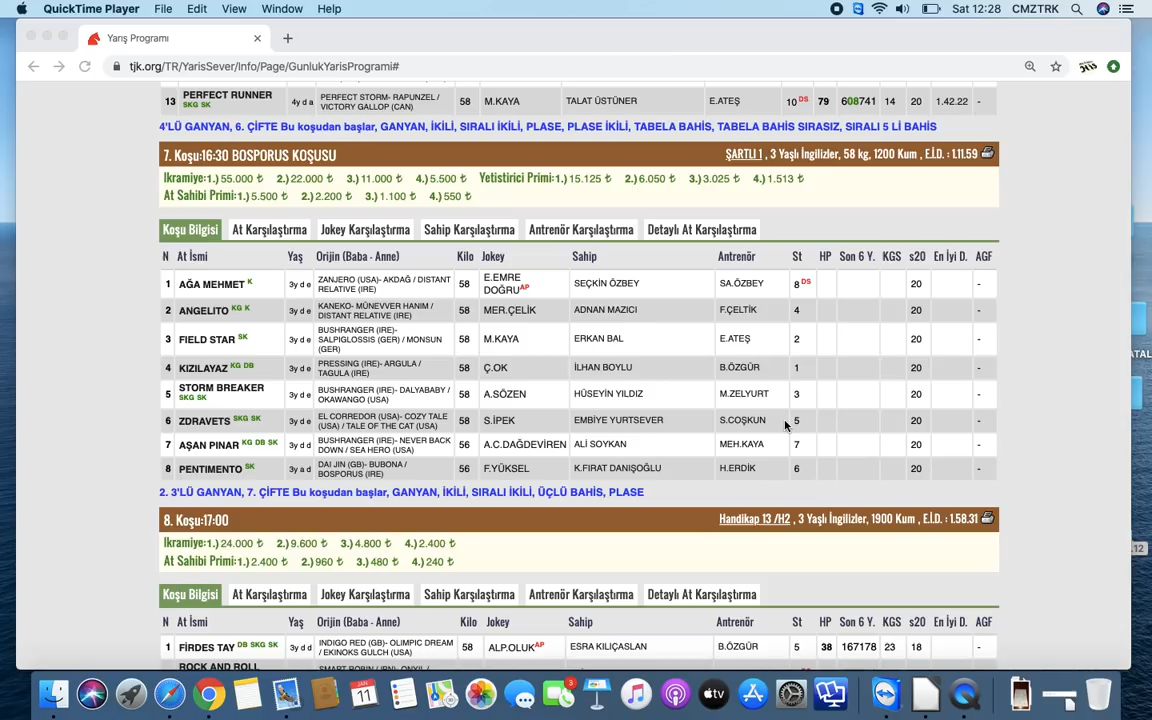 QuickTime Player File Edit View Window Help Sat 12:28 CMZTRK
Yarış Programı
tjk.org/TR/YarisSever/Info/Page/GunlukYarisProgrami#
13 PERFECT RUNNER SKG SK 4y d a PERFECT STORM- RAPUNZEL / VICTORY GALLOP (CAN) 58 M.KAYA TALAT ÜSTÜNER E.ATEŞ 10 DS 79 608741 14 20 1.42.22 -
4'LÜ GANYAN, 6. ÇİFTE Bu koşudan başlar, GANYAN, İKİLİ, SIRALI İKİLİ, PLASE, PLASE İKİLİ, TABELA BAHİS, TABELA BAHİS SIRASIZ, SIRALI 5 Lİ BAHİS
7. Koşu:16:30 BOSPORUS KOŞUSU ŞARTLI 1 , 3 Yaşlı İngilizler, 58 kg, 1200 Kum , E.İ.D. : 1.11.59
İkramiye:1.) 55.000 ₺ 2.) 22.000 ₺ 3.) 11.000 ₺ 4.) 5.500 ₺ Yetistirici Primi:1.) 15.125 ₺ 2.) 6.050 ₺ 3.) 3.025 ₺ 4.) 1.513 ₺
At Sahibi Primi:1.) 5.500 ₺ 2.) 2.200 ₺ 3.) 1.100 ₺ 4.) 550 ₺
Koşu Bilgisi At Karşılaştırma Jokey Karşılaştırma Sahip Karşılaştırma Antrenör Karşılaştırma Detaylı At Karşılaştırma
N At İsmi Yaş Orijin (Baba - Anne) Kilo Jokey Sahip Antrenör St HP Son 6 Y. KGS s20 En İyi D. AGF
1 AĞA MEHMET K 3y d e ZANJERO (USA)- AKDAĞ / DISTANT RELATIVE (IRE) 58 E.EMRE DOĞRU AP SEÇKİN ÖZBEY SA.ÖZBEY 8 DS 20 -
2 ANGELITO KG K 3y d e KANEKO- MÜNEVVER HANIM / DISTANT RELATIVE (IRE) 58 MER.ÇELİK ADNAN MAZICI F.ÇELTİK 4 20 -
3 FIELD STAR SK 3y d e BUSHRANGER (IRE)- SALPIGLOSSIS (GER) / MONSUN (GER) 58 M.KAYA ERKAN BAL E.ATEŞ 2 20 -
4 KIZILAYAZ KG DB 3y d e PRESSING (IRE)- ARGULA / TAGULA (IRE) 58 Ç.OK İLHAN BOYLU B.ÖZGÜR 1 20 -
5 STORM BREAKER SKG SK 3y d e BUSHRANGER (IRE)- DALYABABY / OKAWANGO (USA) 58 A.SÖZEN HÜSEYİN YILDIZ M.ZELYURT 3 20 -
6 ZDRAVETS SKG SK 3y d e EL CORREDOR (USA)- COZY TALE (USA) / TALE OF THE CAT (USA) 58 S.İPEK EMBİYE YURTSEVER S.COŞKUN 5 20 -
7 AŞAN PINAR KG DB SK 3y d d BUSHRANGER (IRE)- NEVER BACK DOWN / SEA HERO (USA) 56 A.C.DAĞDEVİREN ALİ SOYKAN MEH.KAYA 7 20 -
8 PENTIMENTO SK 3y a d DAI JIN (GB)- BUBONA / BOSPORUS (IRE) 56 F.YÜKSEL K.FIRAT DANIŞOĞLU H.ERDİK 6 20 -
2. 3'LÜ GANYAN, 7. ÇİFTE Bu koşudan başlar, GANYAN, İKİLİ, SIRALI İKİLİ, ÜÇLÜ BAHİS, PLASE
8. Koşu:17:00 Handikap 13 /H2 , 3 Yaşlı İngilizler, 1900 Kum , E.İ.D. : 1.58.31
İkramiye:1.) 24.000 ₺ 2.) 9.600 ₺ 3.) 4.800 ₺ 4.) 2.400 ₺
At Sahibi Primi:1.) 2.400 ₺ 2.) 960 ₺ 3.) 480 ₺ 4.) 240 ₺
Koşu Bilgisi At Karşılaştırma Jokey Karşılaştırma Sahip Karşılaştırma Antrenör Karşılaştırma Detaylı At Karşılaştırma
N At İsmi Yaş Orijin (Baba - Anne) Kilo Jokey Sahip Antrenör St HP Son 6 Y. KGS s20 En İyi D. AGF
1 FİRDES TAY DB SKG SK 3y d d INDIGO RED (GB)- OLIMPIC DREAM / EKINOKS GULCH (USA) 58 ALP.OLUK AP ESRA KILIÇASLAN B.ÖZGÜR 5 38 167178 23 18 -
ROCK AND ROLL
JAN 11
3
tv